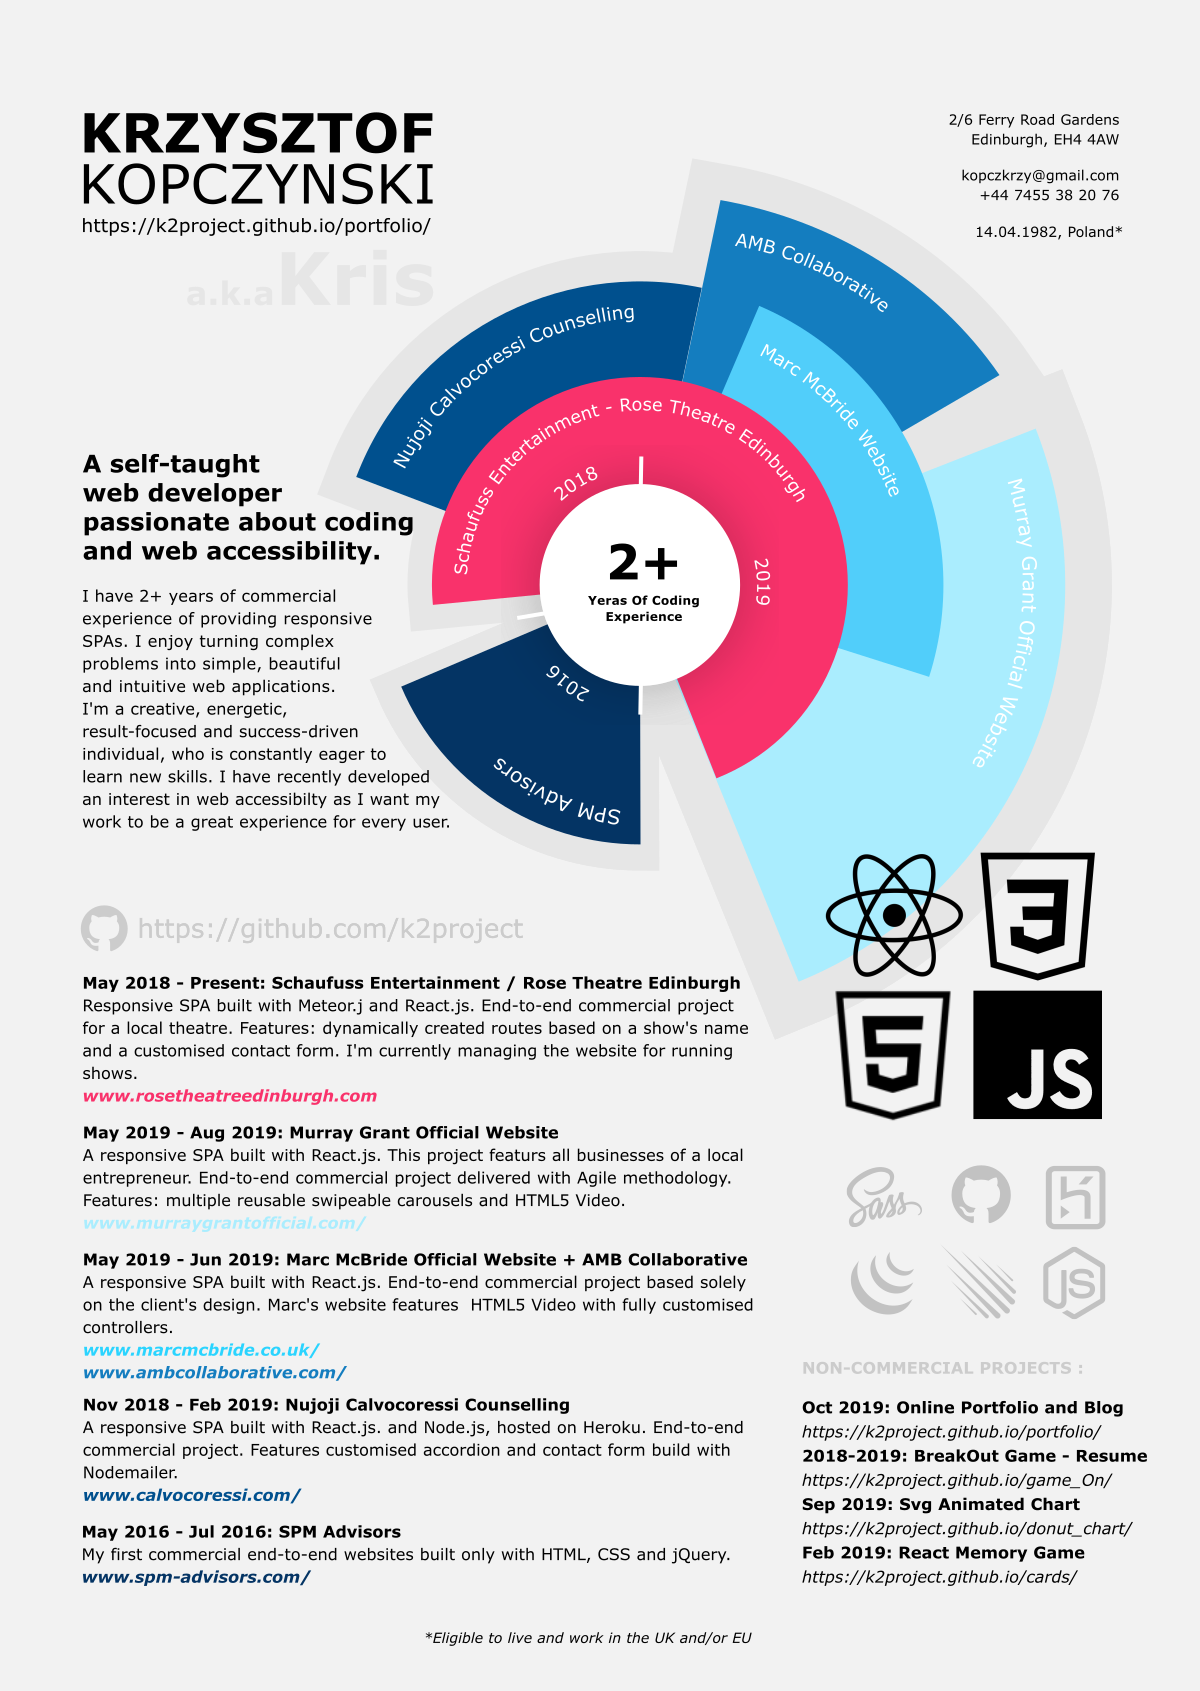 KRZYSZTOF
KOPCZYNSKI
https://k2project.github.io/portfolio/
a.k.a Kris
2/6 Ferry Road Gardens
Edinburgh, EH4 4AW
kopczkrzy@gmail.com
+44 7455 38 20 76
14.04.1982, Poland*
AMB Collaborative
Nujoji Calvocoressi Counselling
Marc McBride Website
Schaufuss Entertainment - Rose Theatre Edinburgh
Murray Grant Official Website
2018
2019
2016
SPM Advisors
2+
Yeras Of Coding
Experience
A self-taught
web developer
passionate about coding
and web accessibility.
I have 2+ years of commercial
experience of providing responsive
SPAs. I enjoy turning complex
problems into simple, beautiful
and intuitive web applications.
I'm a creative, energetic,
result-focused and success-driven
individual, who is constantly eager to
learn new skills. I have recently developed
an interest in web accessibilty as I want my
work to be a great experience for every user.
https://github.com/k2project
May 2018 - Present: Schaufuss Entertainment / Rose Theatre Edinburgh
Responsive SPA built with Meteor.j and React.js. End-to-end commercial project
for a local theatre. Features: dynamically created routes based on a show's name
and a customised contact form. I'm currently managing the website for running
shows.
www.rosetheatreedinburgh.com
May 2019 - Aug 2019: Murray Grant Official Website
A responsive SPA built with React.js. This project featurs all businesses of a local
entrepreneur. End-to-end commercial project delivered with Agile methodology.
Features: multiple reusable swipeable carousels and HTML5 Video.
www.murraygrantofficial.com/
May 2019 - Jun 2019: Marc McBride Official Website + AMB Collaborative
A responsive SPA built with React.js. End-to-end commercial project based solely
on the client's design. Marc's website features  HTML5 Video with fully customised
controllers.
www.marcmcbride.co.uk/
www.ambcollaborative.com/
Nov 2018 - Feb 2019: Nujoji Calvocoressi Counselling
A responsive SPA built with React.js. and Node.js, hosted on Heroku. End-to-end
commercial project. Features customised accordion and contact form build with
Nodemailer.
www.calvocoressi.com/
May 2016 - Jul 2016: SPM Advisors
My first commercial end-to-end websites built only with HTML, CSS and jQuery.
www.spm-advisors.com/
3
5
JS
Sass
JS
NON-COMMERCIAL PROJECTS :
Oct 2019: Online Portfolio and Blog
https://k2project.github.io/portfolio/
2018-2019: BreakOut Game - Resume
https://k2project.github.io/game_On/
Sep 2019: Svg Animated Chart
https://k2project.github.io/donut_chart/
Feb 2019: React Memory Game
https://k2project.github.io/cards/
*Eligible to live and work in the UK and/or EU